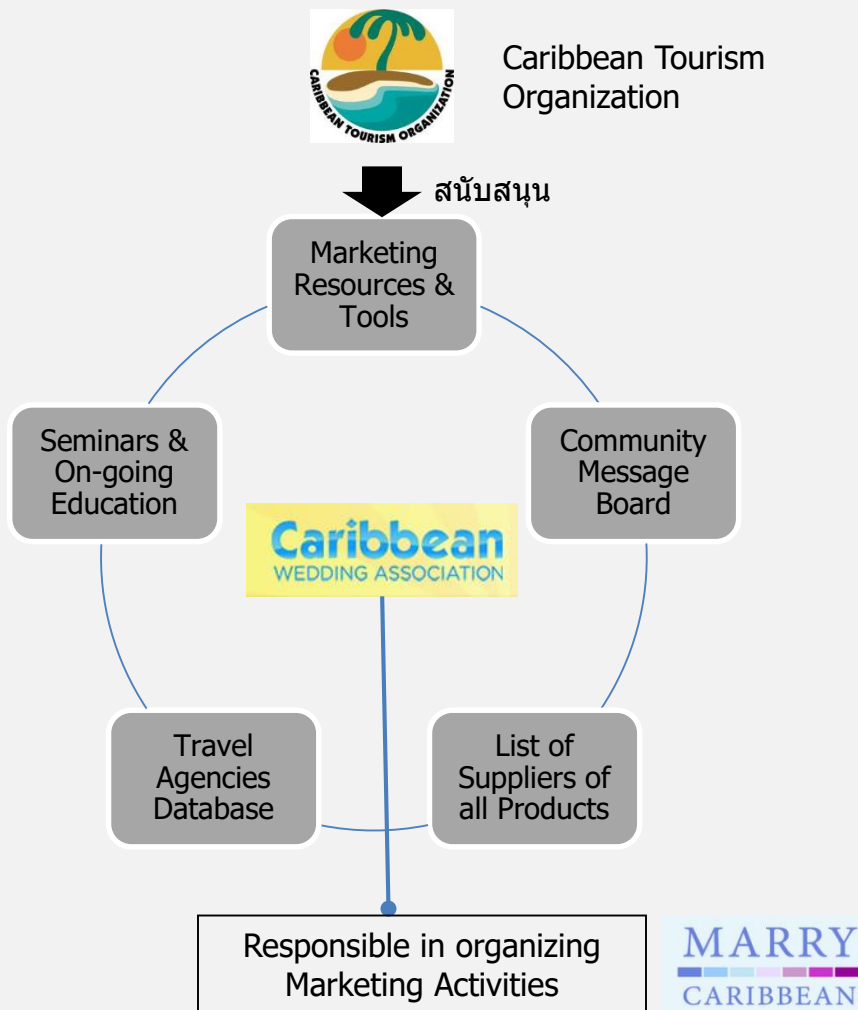 CARIBBEAN TOURISM ORGANIZATION
Caribbean Tourism
Organization
สนับสนุน
Marketing
Resources &
Tools
Seminars &
On-going
Education
Community
Message
Board
Caribbean
WEDDING ASSOCIATION
Travel
Agencies
Database
List of
Suppliers of
all Products
Responsible in organizing
Marketing Activities
MARRY
CARIBBEAN